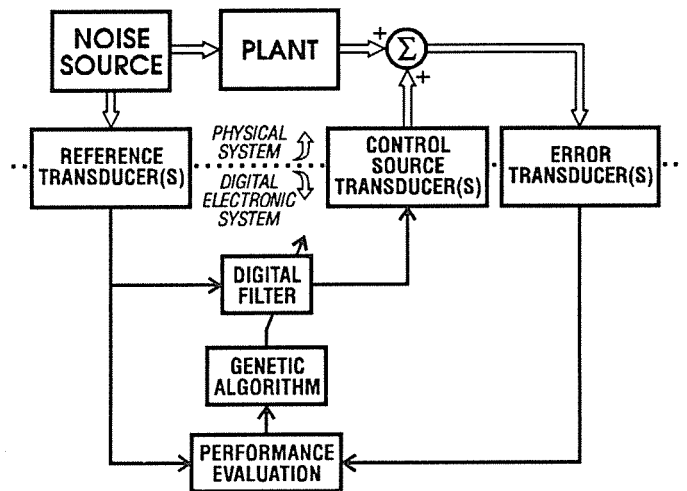 NOISE
SOURCE
PLANT
+
Σ
+
REFERENCE
TRANSDUCER(S)
PHYSICAL
SYSTEM
DIGITAL
ELECTRONIC
SYSTEM
CONTROL
SOURCE
TRANSDUCER(S)
ERROR
TRANSDUCER(S)
DIGITAL
FILTER
GENETIC
ALGORITHM
PERFORMANCE
EVALUATION